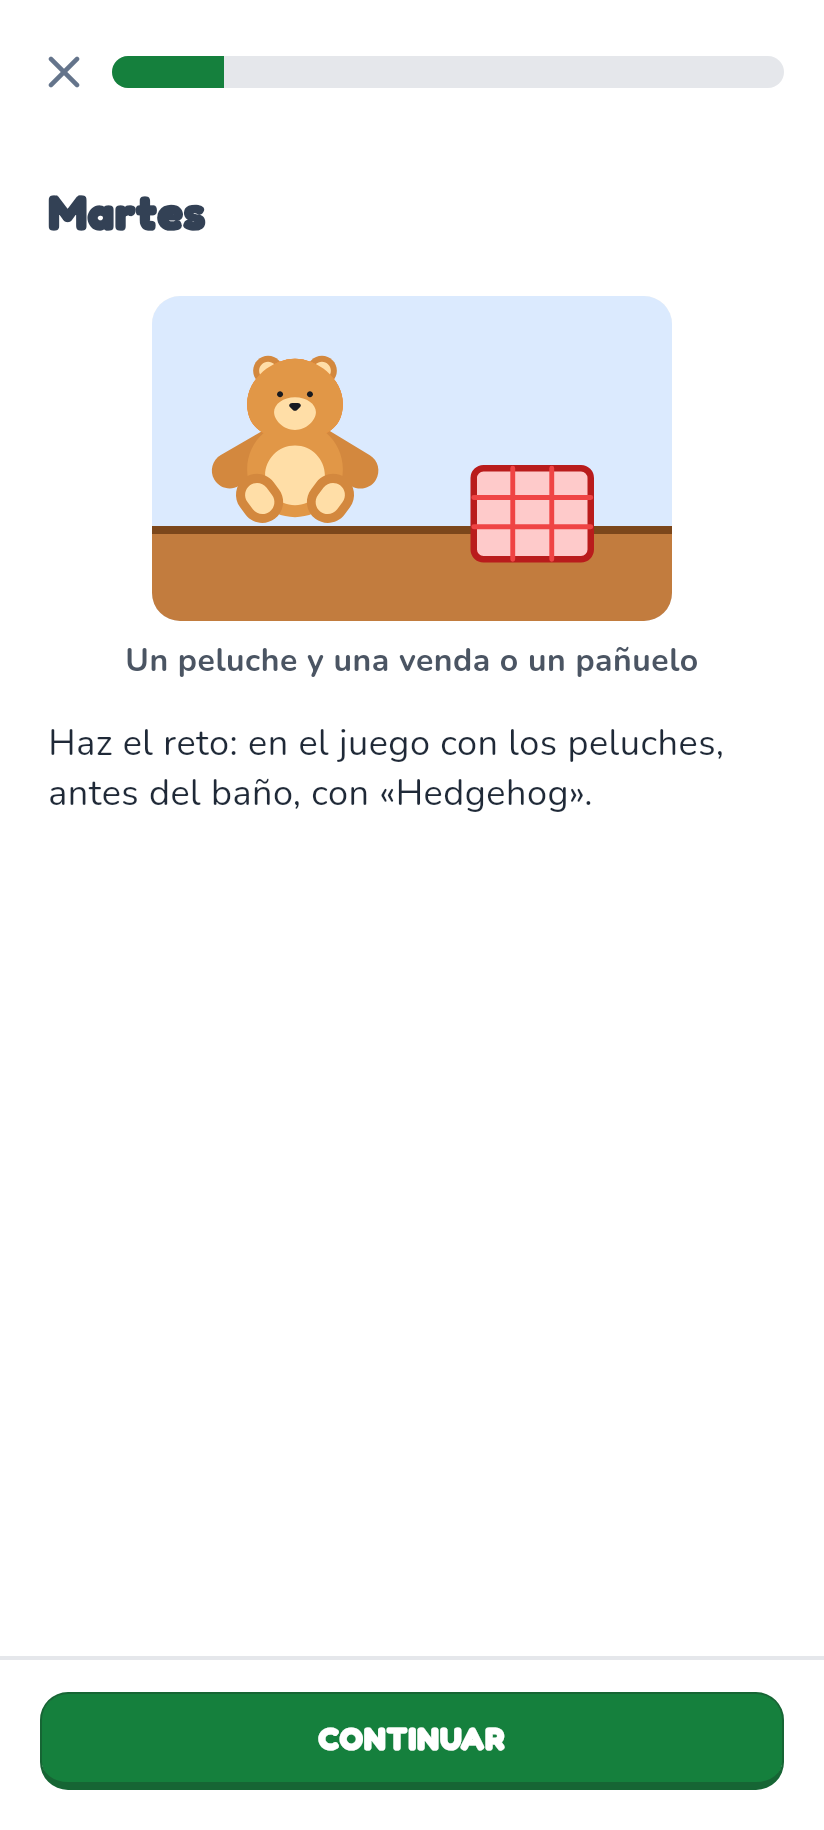 Martes
Un peluche y una venda o un pañuelo
Haz el reto: en el juego con los peluches,
antes del baño, con «Hedgehog».
CONTINUAR